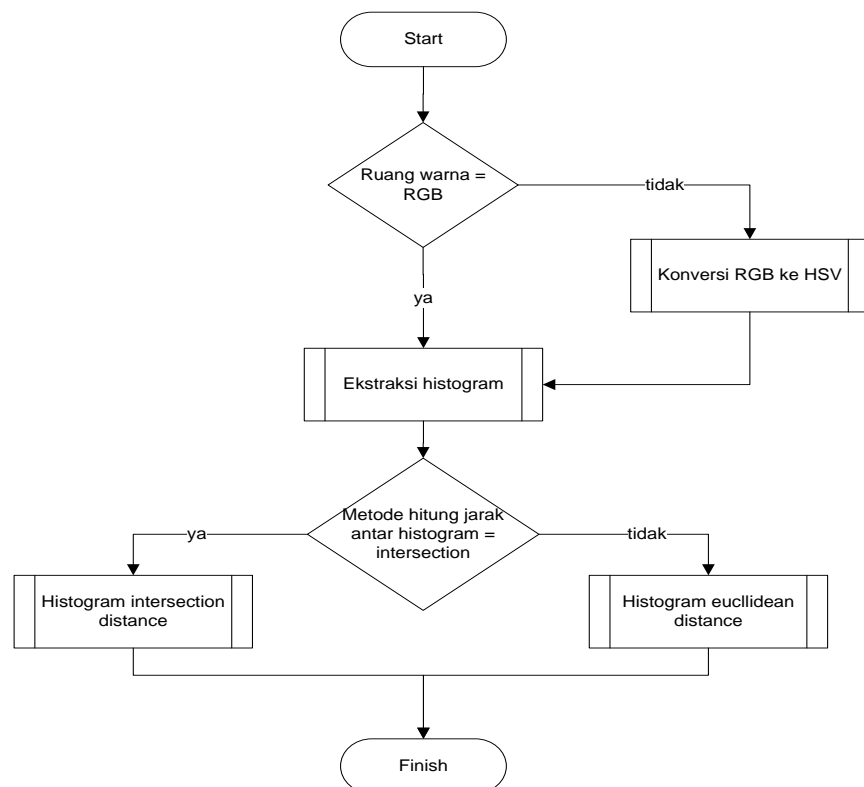 Start
Ruang warna =
RGB
tidak
Konversi RGB ke HSV
ya
Ekstraksi histogram
Metode hitung jarak
antar histogram =
intersection
ya
tidak
Histogram intersection
distance
Histogram eucllidean
distance
Finish